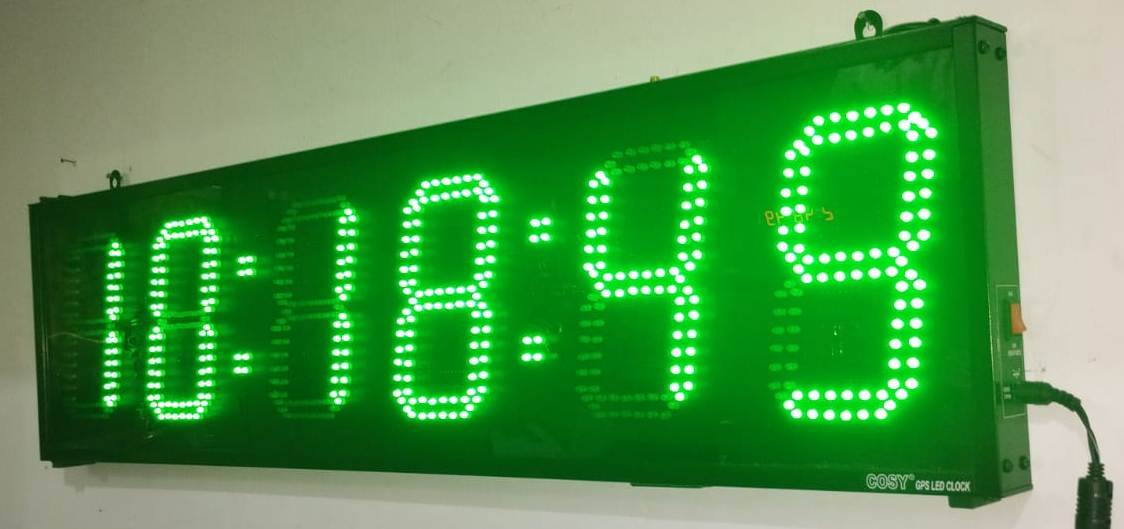 10:18:49
COSY® GPS LED CLOCK